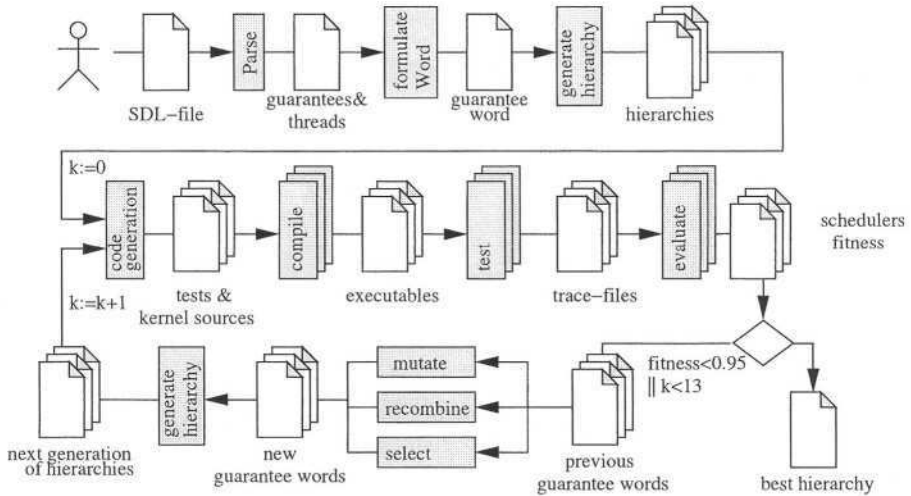 Parse
formulate
Word
generate
hierarchy
SDL-file
guarantees&
threads
guarantee
word
hierarchies
k:=0
code
generation
compile
test
evaluate
schedulers
fitness
k:=k+1
tests &
kernel sources
executables
trace-files
fitness<0.95
|| k<13
mutate
recombine
select
generate
hierarchy
next generation
of hierarchies
new
guarantee words
previous
guarantee words
best hierarchy